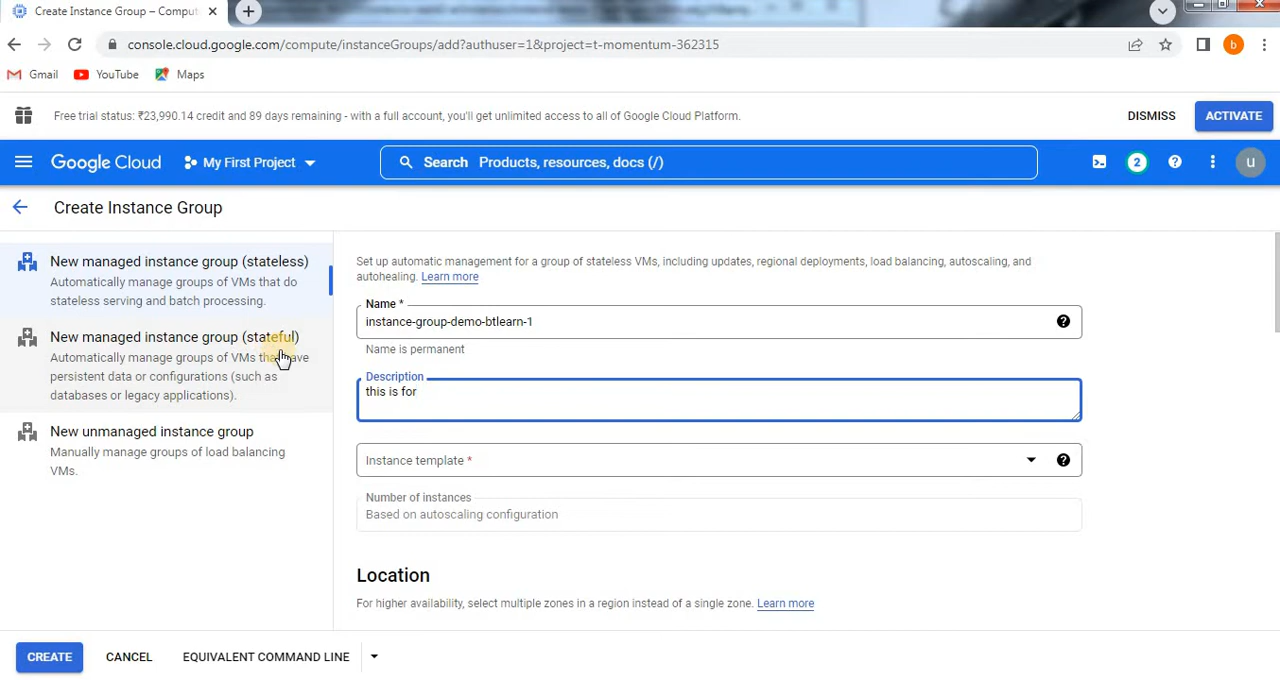 Create Instance Group – Comput
console.cloud.google.com/compute/instanceGroups/add?authuser=1&project=t-momentum-362315
b
Gmail YouTube Maps
Free trial status: ₹23,990.14 credit and 89 days remaining - with a full account, you'll get unlimited access to all of Google Cloud Platform.
DISMISS
ACTIVATE
Google Cloud
My First Project
Search Products, resources, docs (/)
2
u
Create Instance Group
New managed instance group (stateless)
Automatically manage groups of VMs that do
stateless serving and batch processing.
New managed instance group (stateful)
Automatically manage groups of VMs that have
persistent data or configurations (such as
databases or legacy applications).
New unmanaged instance group
Manually manage groups of load balancing
VMs.
Set up automatic management for a group of stateless VMs, including updates, regional deployments, load balancing, autoscaling, and
autohealing. Learn more
Name *
instance-group-demo-btlearn-1
Name is permanent
Description
this is for
Instance template *
Number of instances
Based on autoscaling configuration
Location
For higher availability, select multiple zones in a region instead of a single zone. Learn more
CREATE
CANCEL
EQUIVALENT COMMAND LINE